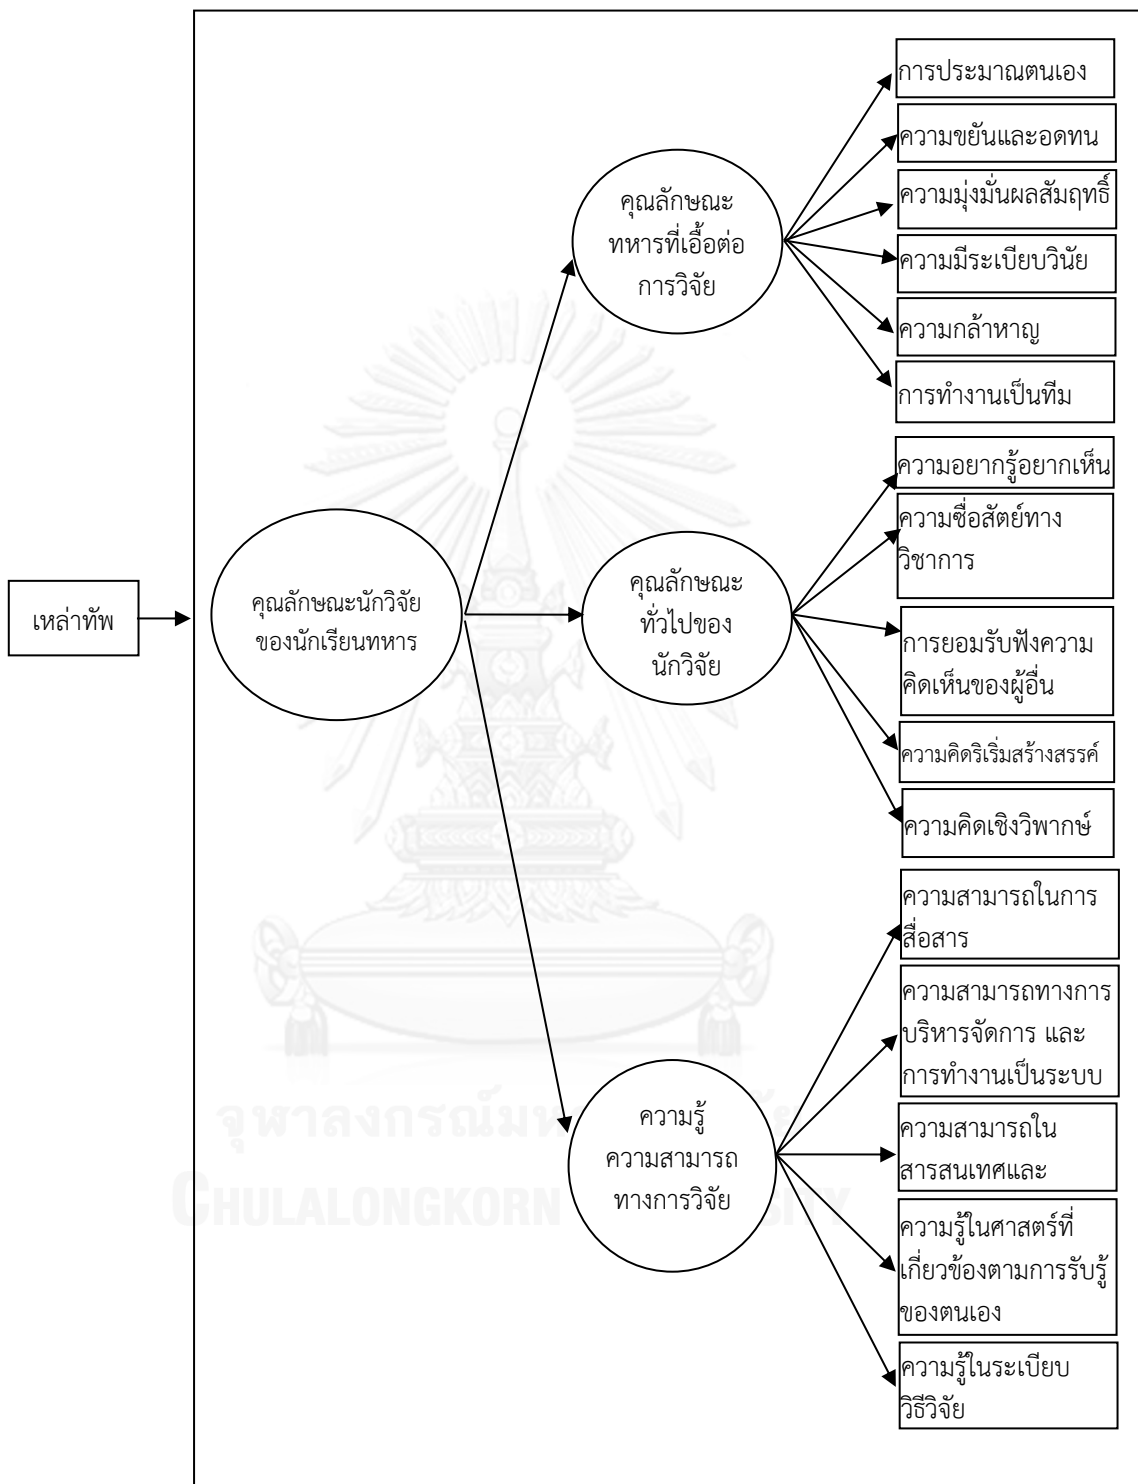 การประมาณตนเอง
ความขยันและอดทน
ความมุ่งมั่นผลสัมฤทธิ์
ความมีระเบียบวินัย
ความกล้าหาญ
การทำงานเป็นทีม
คุณลักษณะ
ทหารที่เอื้อต่อ
การวิจัย
ความอยากรู้อยากเห็น
ความซื่อสัตย์ทาง
วิชาการ
การยอมรับฟังความ
คิดเห็นของผู้อื่น
ความคิดริเริ่มสร้างสรรค์
ความคิดเชิงวิพากษ์
คุณลักษณะ
ทั่วไปของ
นักวิจัย
คุณลักษณะนักวิจัย
ของนักเรียนทหาร
เหล่าทัพ
ความสามารถในการ
สื่อสาร
ความสามารถทางการ
บริหารจัดการ และ
การทำงานเป็นระบบ
ความสามารถใน
สารสนเทศและ
ความรู้ในศาสตร์ที่
เกี่ยวข้องตามการรับรู้
ของตนเอง
ความรู้ในระเบียบ
วิธีวิจัย
ความรู้
ความสามารถ
ทางการวิจัย
จุฬาลงกรณ์
CHULALONGKORN